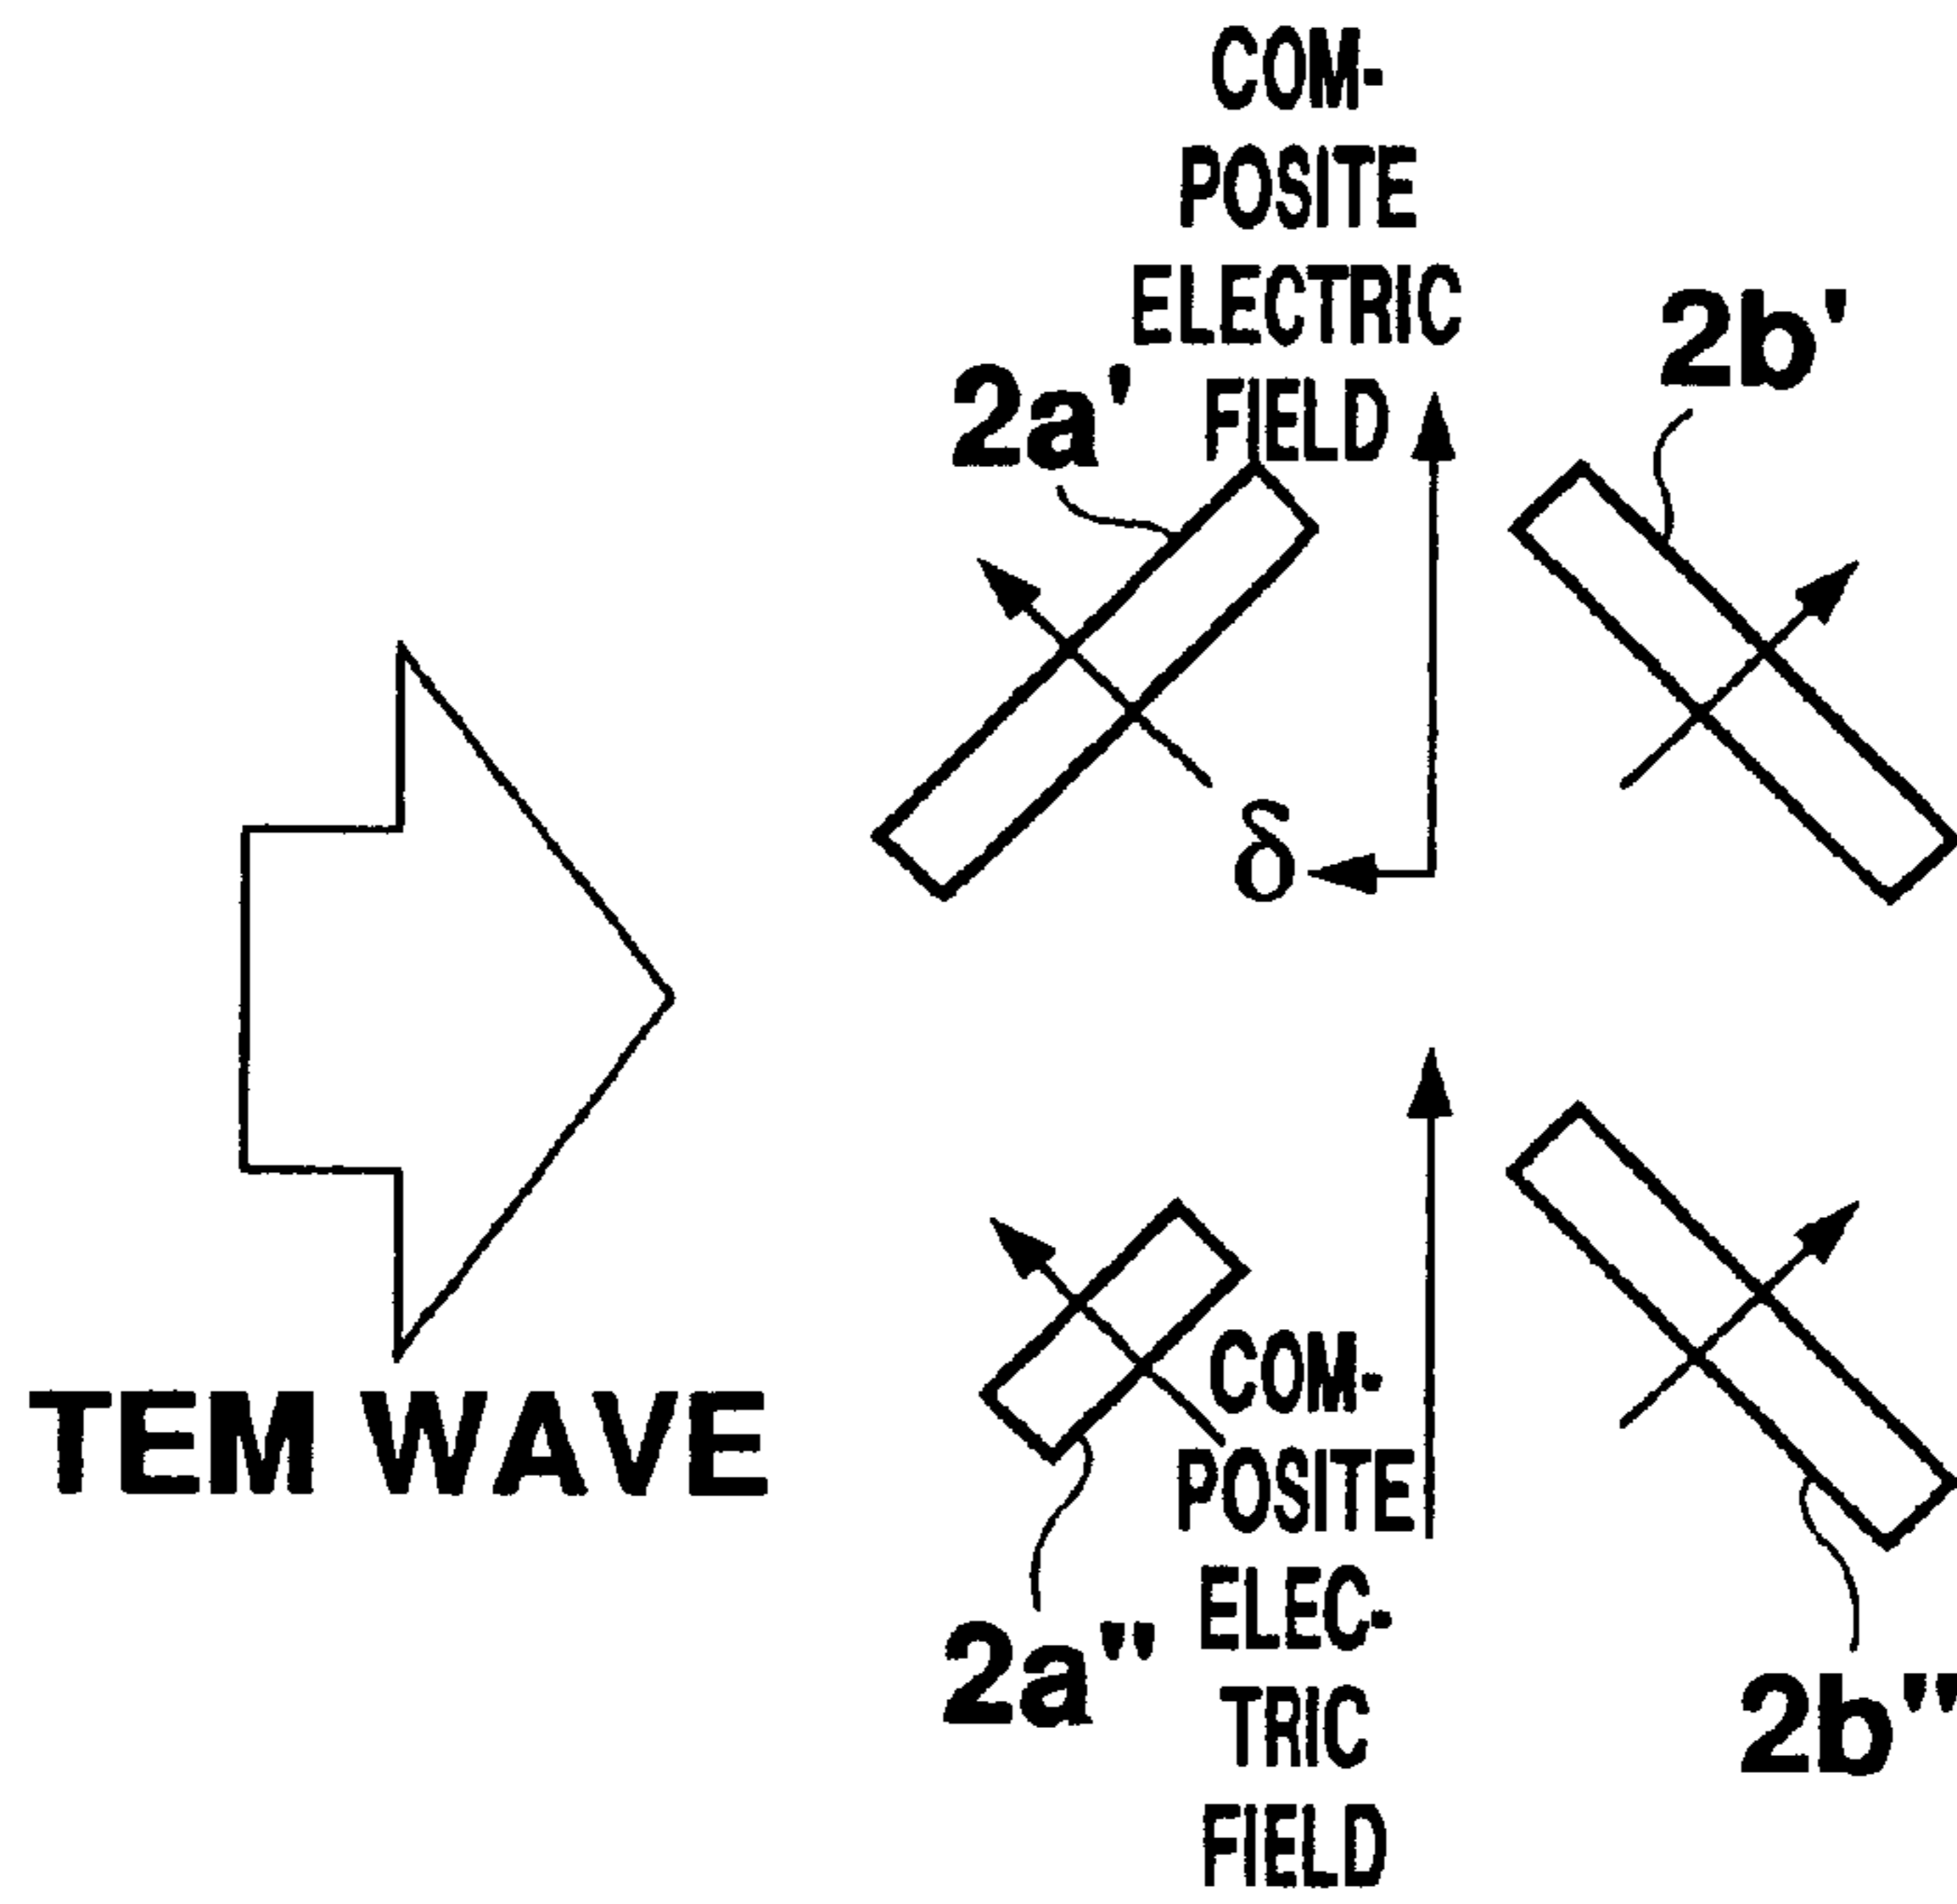 COM-
POSITE
ELECTRIC
FIELD
2a'
2b'
δ
TEM WAVE
COM-
POSITE
ELEC-
TRIC
FIELD
2a"
2b"